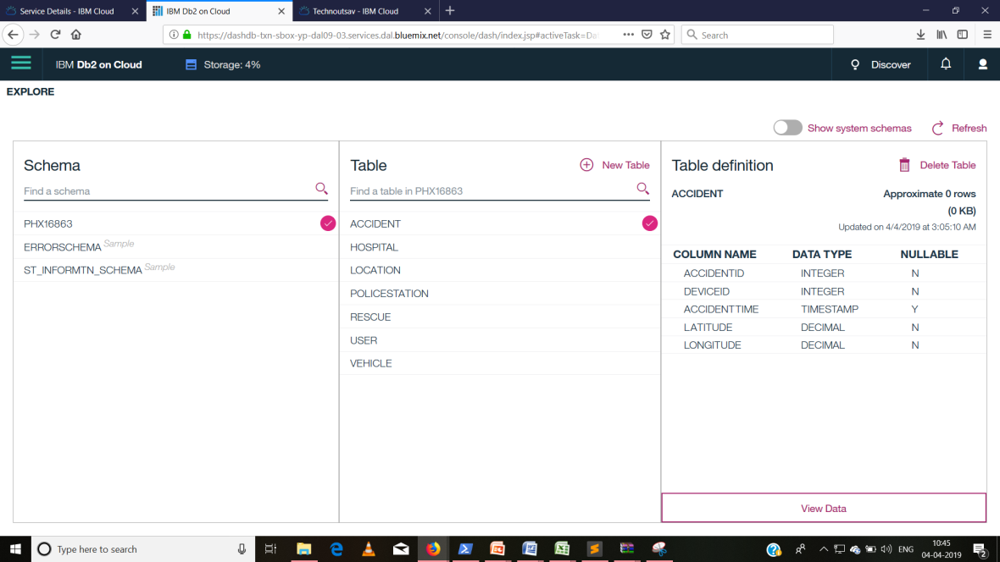 Service Details - IBM Cloud
IBM Db2 on Cloud
Technoutsav - IBM Cloud
https://dashdb-txn-sbox-yp-dal09-03.services.dal.bluemix.net/console/dash/index.jsp#activeTask=Da
Search
IBM Db2 on Cloud
Storage: 4%
Discover
EXPLORE
Show system schemas
Refresh
Schema
Find a schema
PHX16863
ERRORSCHEMA Sample
ST_INFORMTN_SCHEMA Sample
Table
New Table
Find a table in PHX16863
ACCIDENT
HOSPITAL
LOCATION
POLICESTATION
RESCUE
USER
VEHICLE
Table definition
Delete Table
ACCIDENT
Approximate 0 rows
(0 KB)
Updated on 4/4/2019 at 3:05:10 AM
COLUMN NAME DATA TYPE NULLABLE
ACCIDENTID INTEGER N
DEVICEID INTEGER N
ACCIDENTTIME TIMESTAMP Y
LATITUDE DECIMAL N
LONGITUDE DECIMAL N
View Data
Type here to search
ENG
10:45
04-04-2019
2